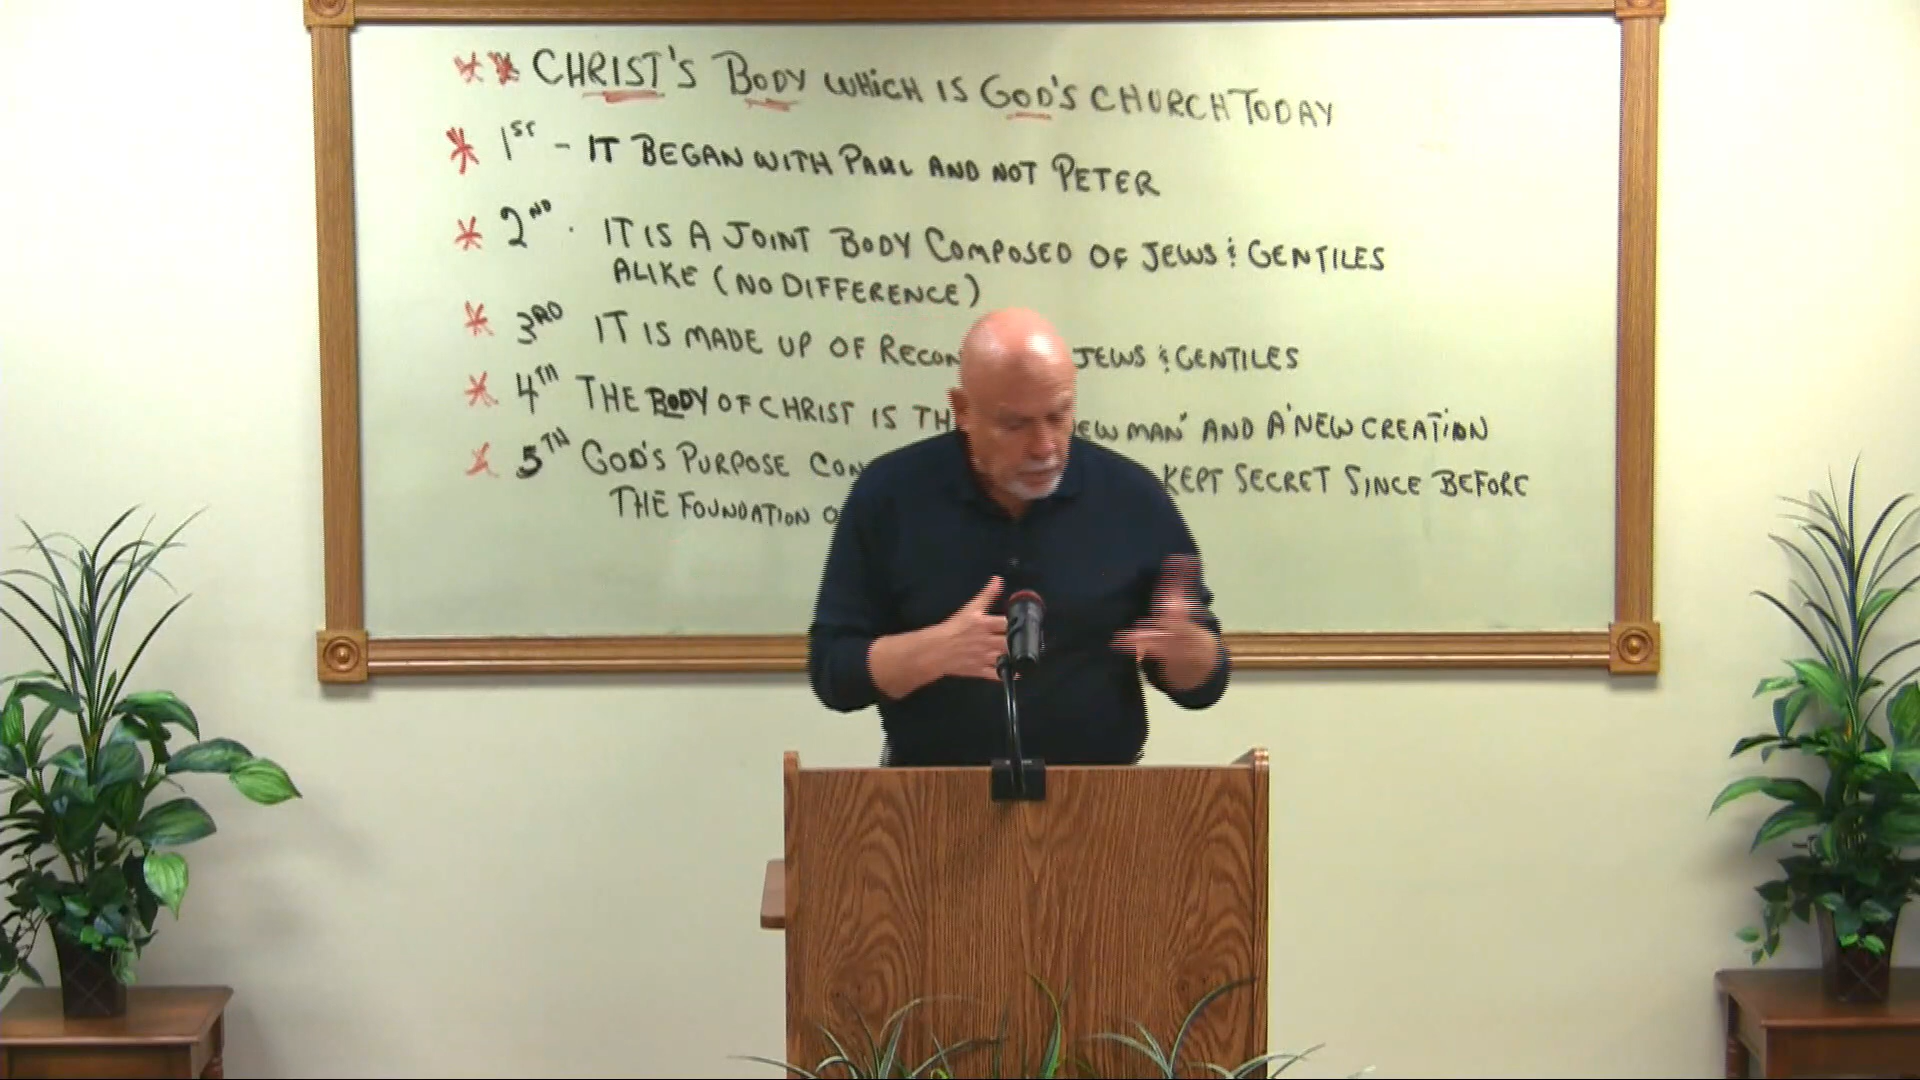 CHRIST'S BODY WHICH IS GOD'S CHURCH TODAY
1ST - IT BEGAN WITH PAUL AND NOT PETER
2ND. IT IS A JOINT BODY COMPOSED OF JEWS & GENTILES
ALIKE (NO DIFFERENCE)
3RD IT IS MADE UP OF JEWS & GENTILES
4TH THE BODY OF CHRIST IS MAN" AND A "NEW CREATION
5TH GOD'S PURPOSE KEPT SECRET SINCE BEFORE
THE FOUNDATION